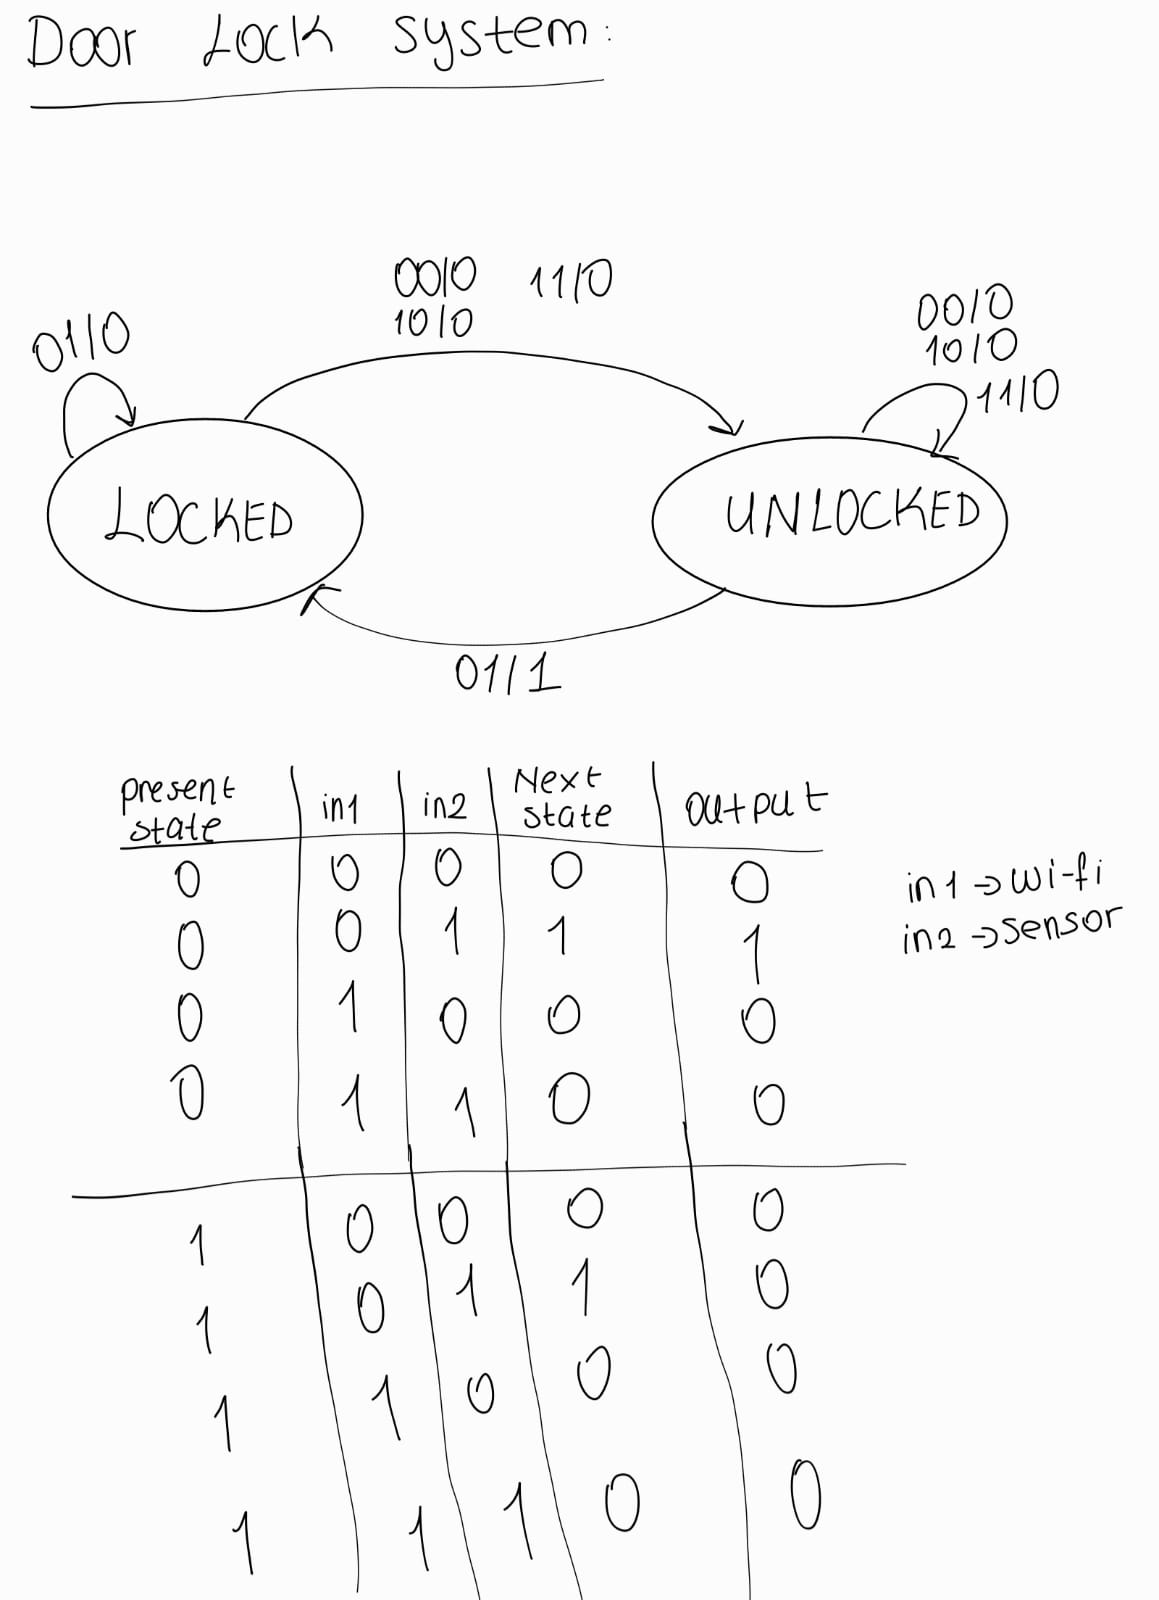 Door Lock system:
00/0 11/0
10/0
01/0
00/0
10/0
11/0
LOCKED
UNLOCKED
01/1
present state | in1 | in2 | Next state | output
0 | 0 | 0 | 0 | 0
0 | 0 | 1 | 1 | 1
0 | 1 | 0 | 0 | 0
0 | 1 | 1 | 0 | 0
1 | 0 | 0 | 0 | 0
1 | 0 | 1 | 1 | 0
1 | 1 | 0 | 0 | 0
1 | 1 | 1 | 0 | 0
in1 → wi-fi
in2 → sensor